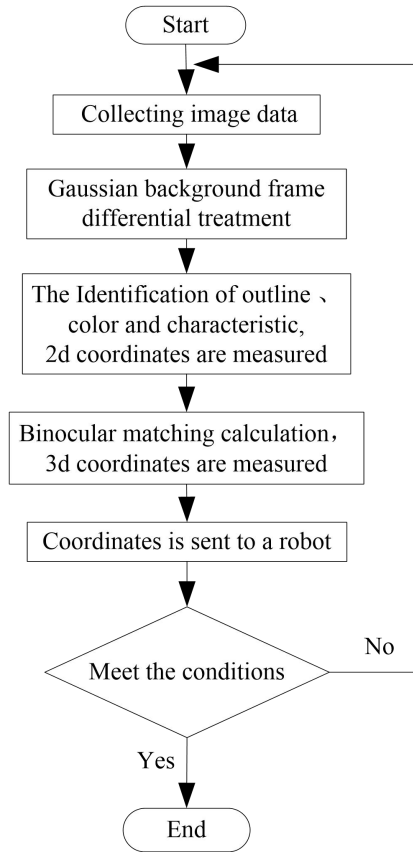 Start
Collecting image data
Gaussian background frame
differential treatment
The Identification of outline 、
color and characteristic,
2d coordinates are measured
Binocular matching calculation，
3d coordinates are measured
Coordinates is sent to a robot
Meet the conditions
No
Yes
End